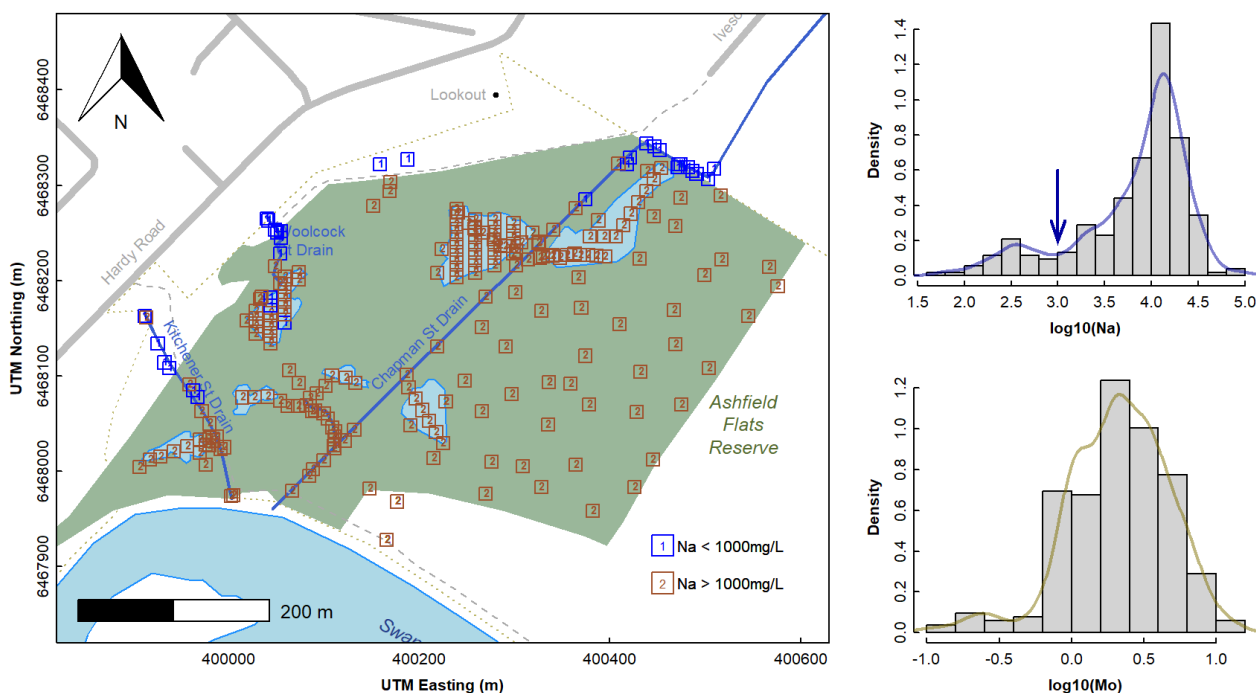 Ives
Lookout
N
Hardy Road
Woolcock
St Drain
Kitchener St Drain
Chapman St Drain
Ashfield
Flats
Reserve
1 Na < 1000mg/L
2 Na > 1000mg/L
200 m
Swan
UTM Northing (m)
6467900
6468000
6468100
6468200
6468300
6468400
400000
400200
400400
400600
UTM Easting (m)
Density
0.0
0.2
0.4
0.6
0.8
1.0
1.2
1.4
1.5
2.0
2.5
3.0
3.5
4.0
4.5
5.0
log10(Na)
Density
0.0
0.2
0.4
0.6
0.8
1.0
1.2
-1.0
-0.5
0.0
0.5
1.0
log10(Mo)